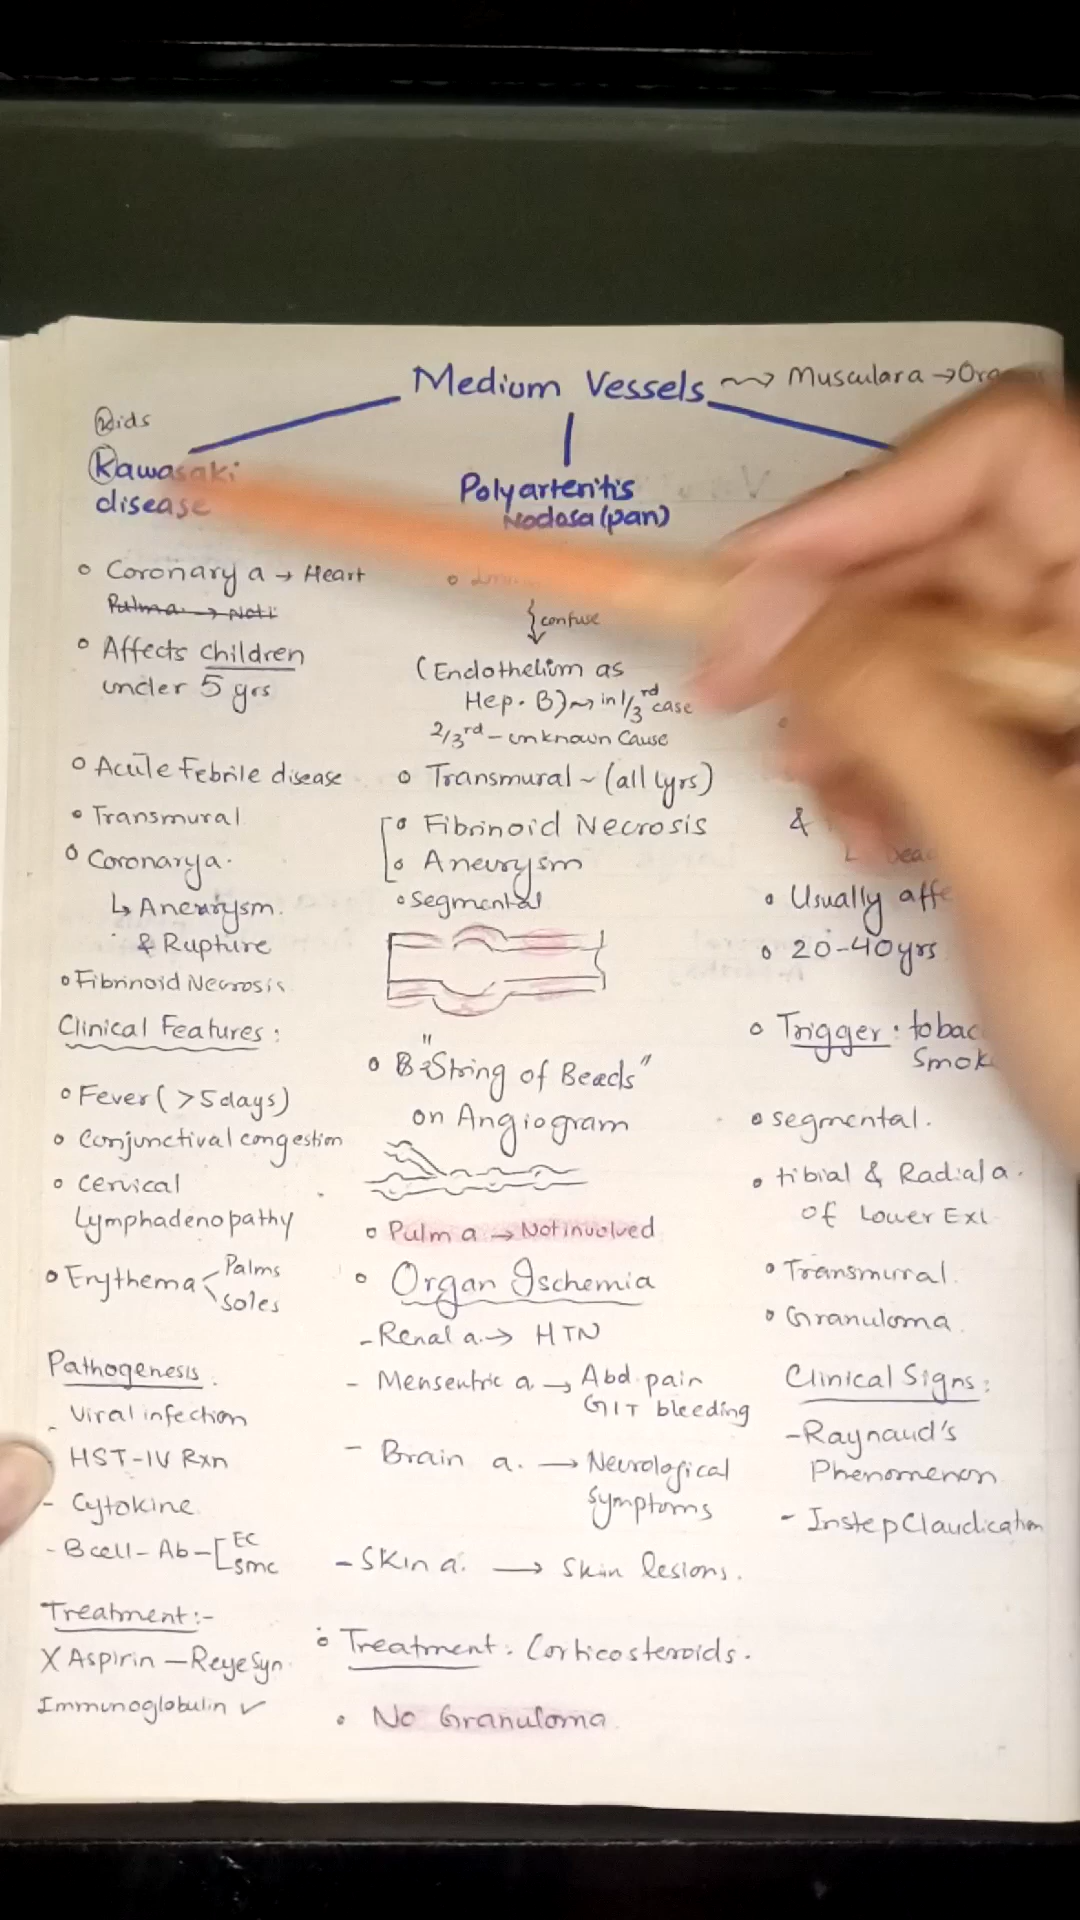 Medium Vessels ~> Muscular a →
Kids
Kawasaki
disease
• Coronary a → Heart
• Affects children
under 5 yrs
• Acute Febrile disease
• Transmural
• Coronary a.
↳ Aneurysm.
& Rupture
• Fibrinoid Necrosis
Clinical Features:
• Fever (>5days)
• Conjunctival congestion
• Cervical
Lymphadenopathy
• Erythema < Palms
soles
Pathogenesis.
- Viral infection
- HST-IV Rxn
- Cytokine
- B cell - Ab - [EC
smc
Treatment:-
X Aspirin - Reye Syn.
Immunoglobulin ✓
Polyarteritis
Nodosa (pan)
confuse
(Endothelium as
Hep. B) ~> in 1/3rd case
2/3rd - unknown Cause
• Transmural ~ (all lyrs)
• Fibrinoid Necrosis
• Aneurysm
• Segmental
• "String of Beads"
on Angiogram
• Pulm a → Not involved
• Organ Ischemia
- Renal a. → HTN
- Mensentric a → Abd. pain
GIT bleeding
- Brain a. → Neurological
symptoms
- Skin a. → Skin lesions.
• Treatment: Corticosteroids.
• No Granuloma.
&
• Usually
• 20-40yrs
• Trigger:
• segmental.
• tibial & Radial a.
of Lower Ext.
• Transmural.
• Granuloma.
Clinical Signs:
- Raynaud's
Phenomenon
- Instep Claudication